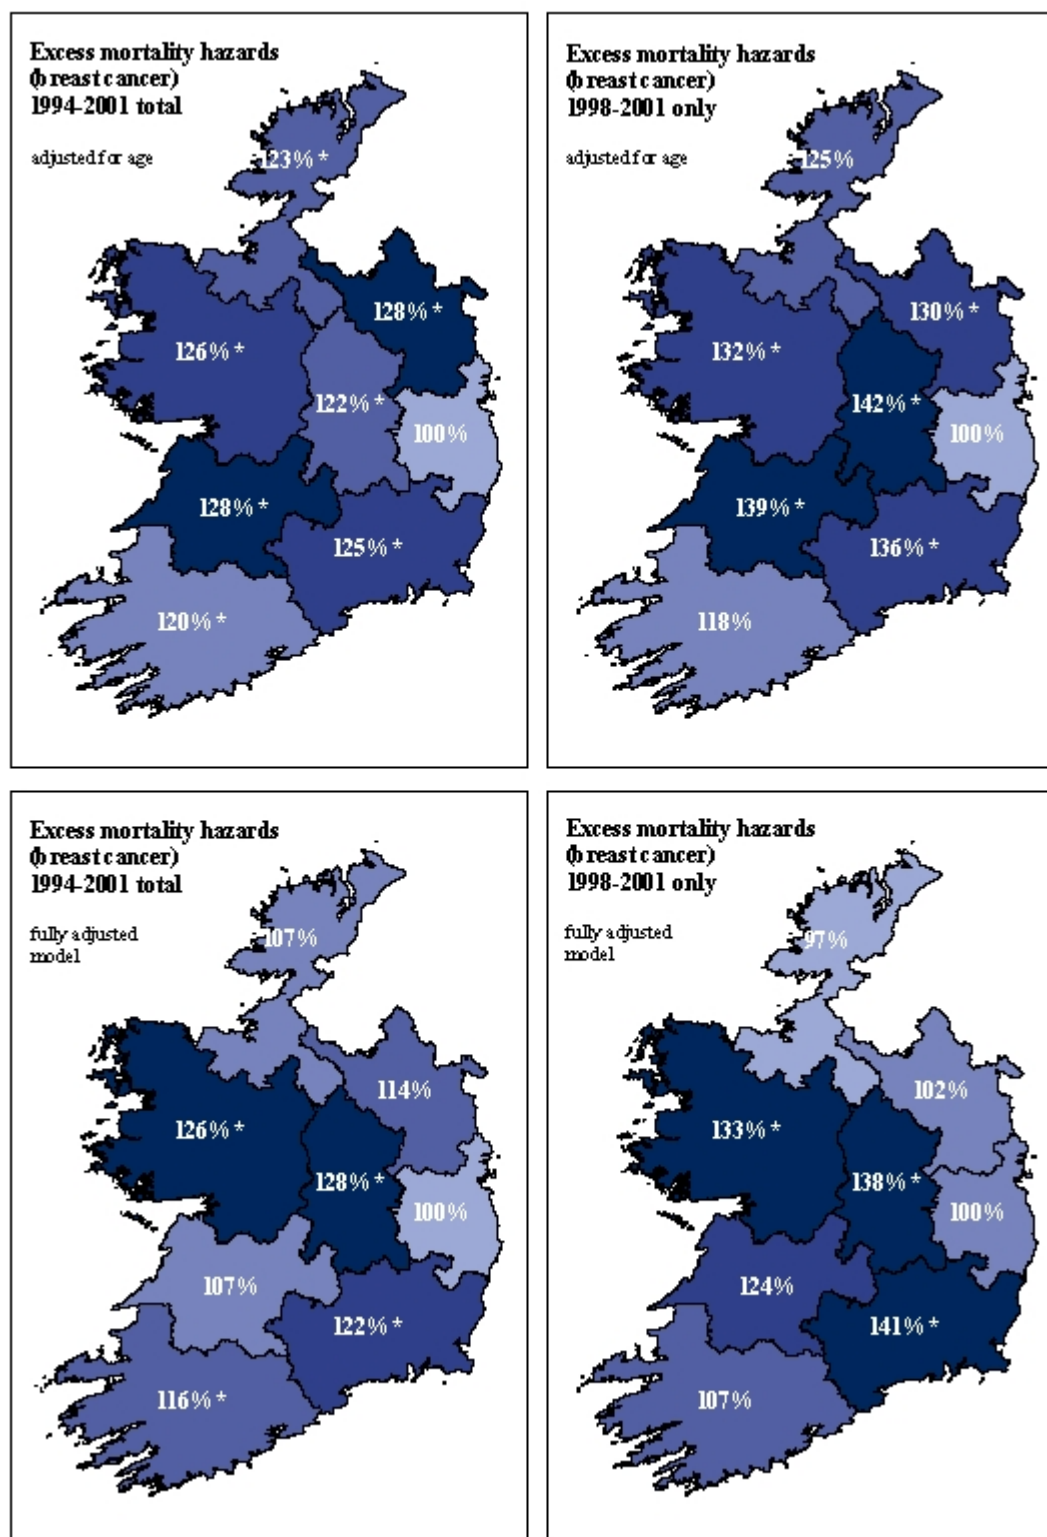 Excess mortality hazards
(breast cancer)
1994-2001 total
adjusted for age
123% *
128% *
126% *
122% *
100%
128% *
125% *
120% *
Excess mortality hazards
(breast cancer)
1998-2001 only
adjusted for age
125%
130% *
132% *
142% *
100%
139% *
136% *
118%
Excess mortality hazards
(breast cancer)
1994-2001 total
fully adjusted
model
107%
114%
126% *
128% *
100%
107%
122% *
116% *
Excess mortality hazards
(breast cancer)
1998-2001 only
fully adjusted
model
97%
102%
133% *
138% *
100%
124%
141% *
107%